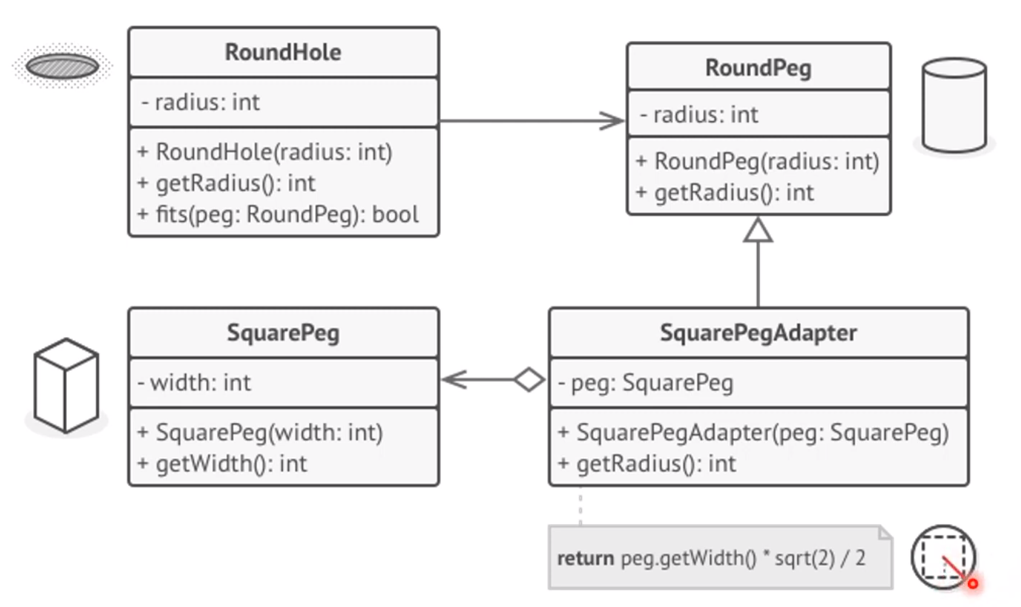 RoundHole
- radius: int
+ RoundHole(radius: int)
+ getRadius(): int
+ fits(peg: RoundPeg): bool
RoundPeg
- radius: int
+ RoundPeg(radius: int)
+ getRadius(): int
SquarePeg
- width: int
+ SquarePeg(width: int)
+ getWidth(): int
SquarePegAdapter
- peg: SquarePeg
+ SquarePegAdapter(peg: SquarePeg)
+ getRadius(): int
return peg.getWidth() * sqrt(2) / 2